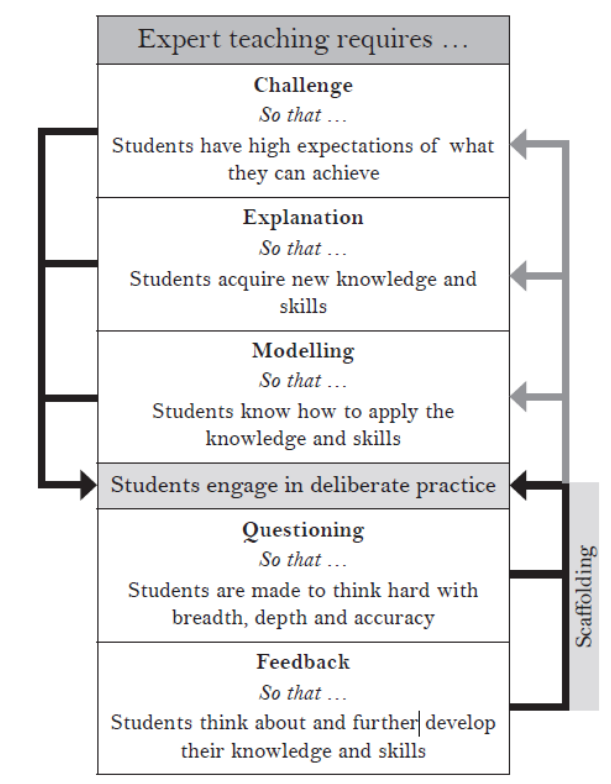 Expert teaching requires …
Challenge
So that …
Students have high expectations of what
they can achieve
Explanation
So that …
Students acquire new knowledge and
skills
Modelling
So that …
Students know how to apply the
knowledge and skills
Students engage in deliberate practice
Questioning
So that …
Students are made to think hard with
breadth, depth and accuracy
Feedback
So that …
Students think about and further develop
their knowledge and skills
Scaffolding